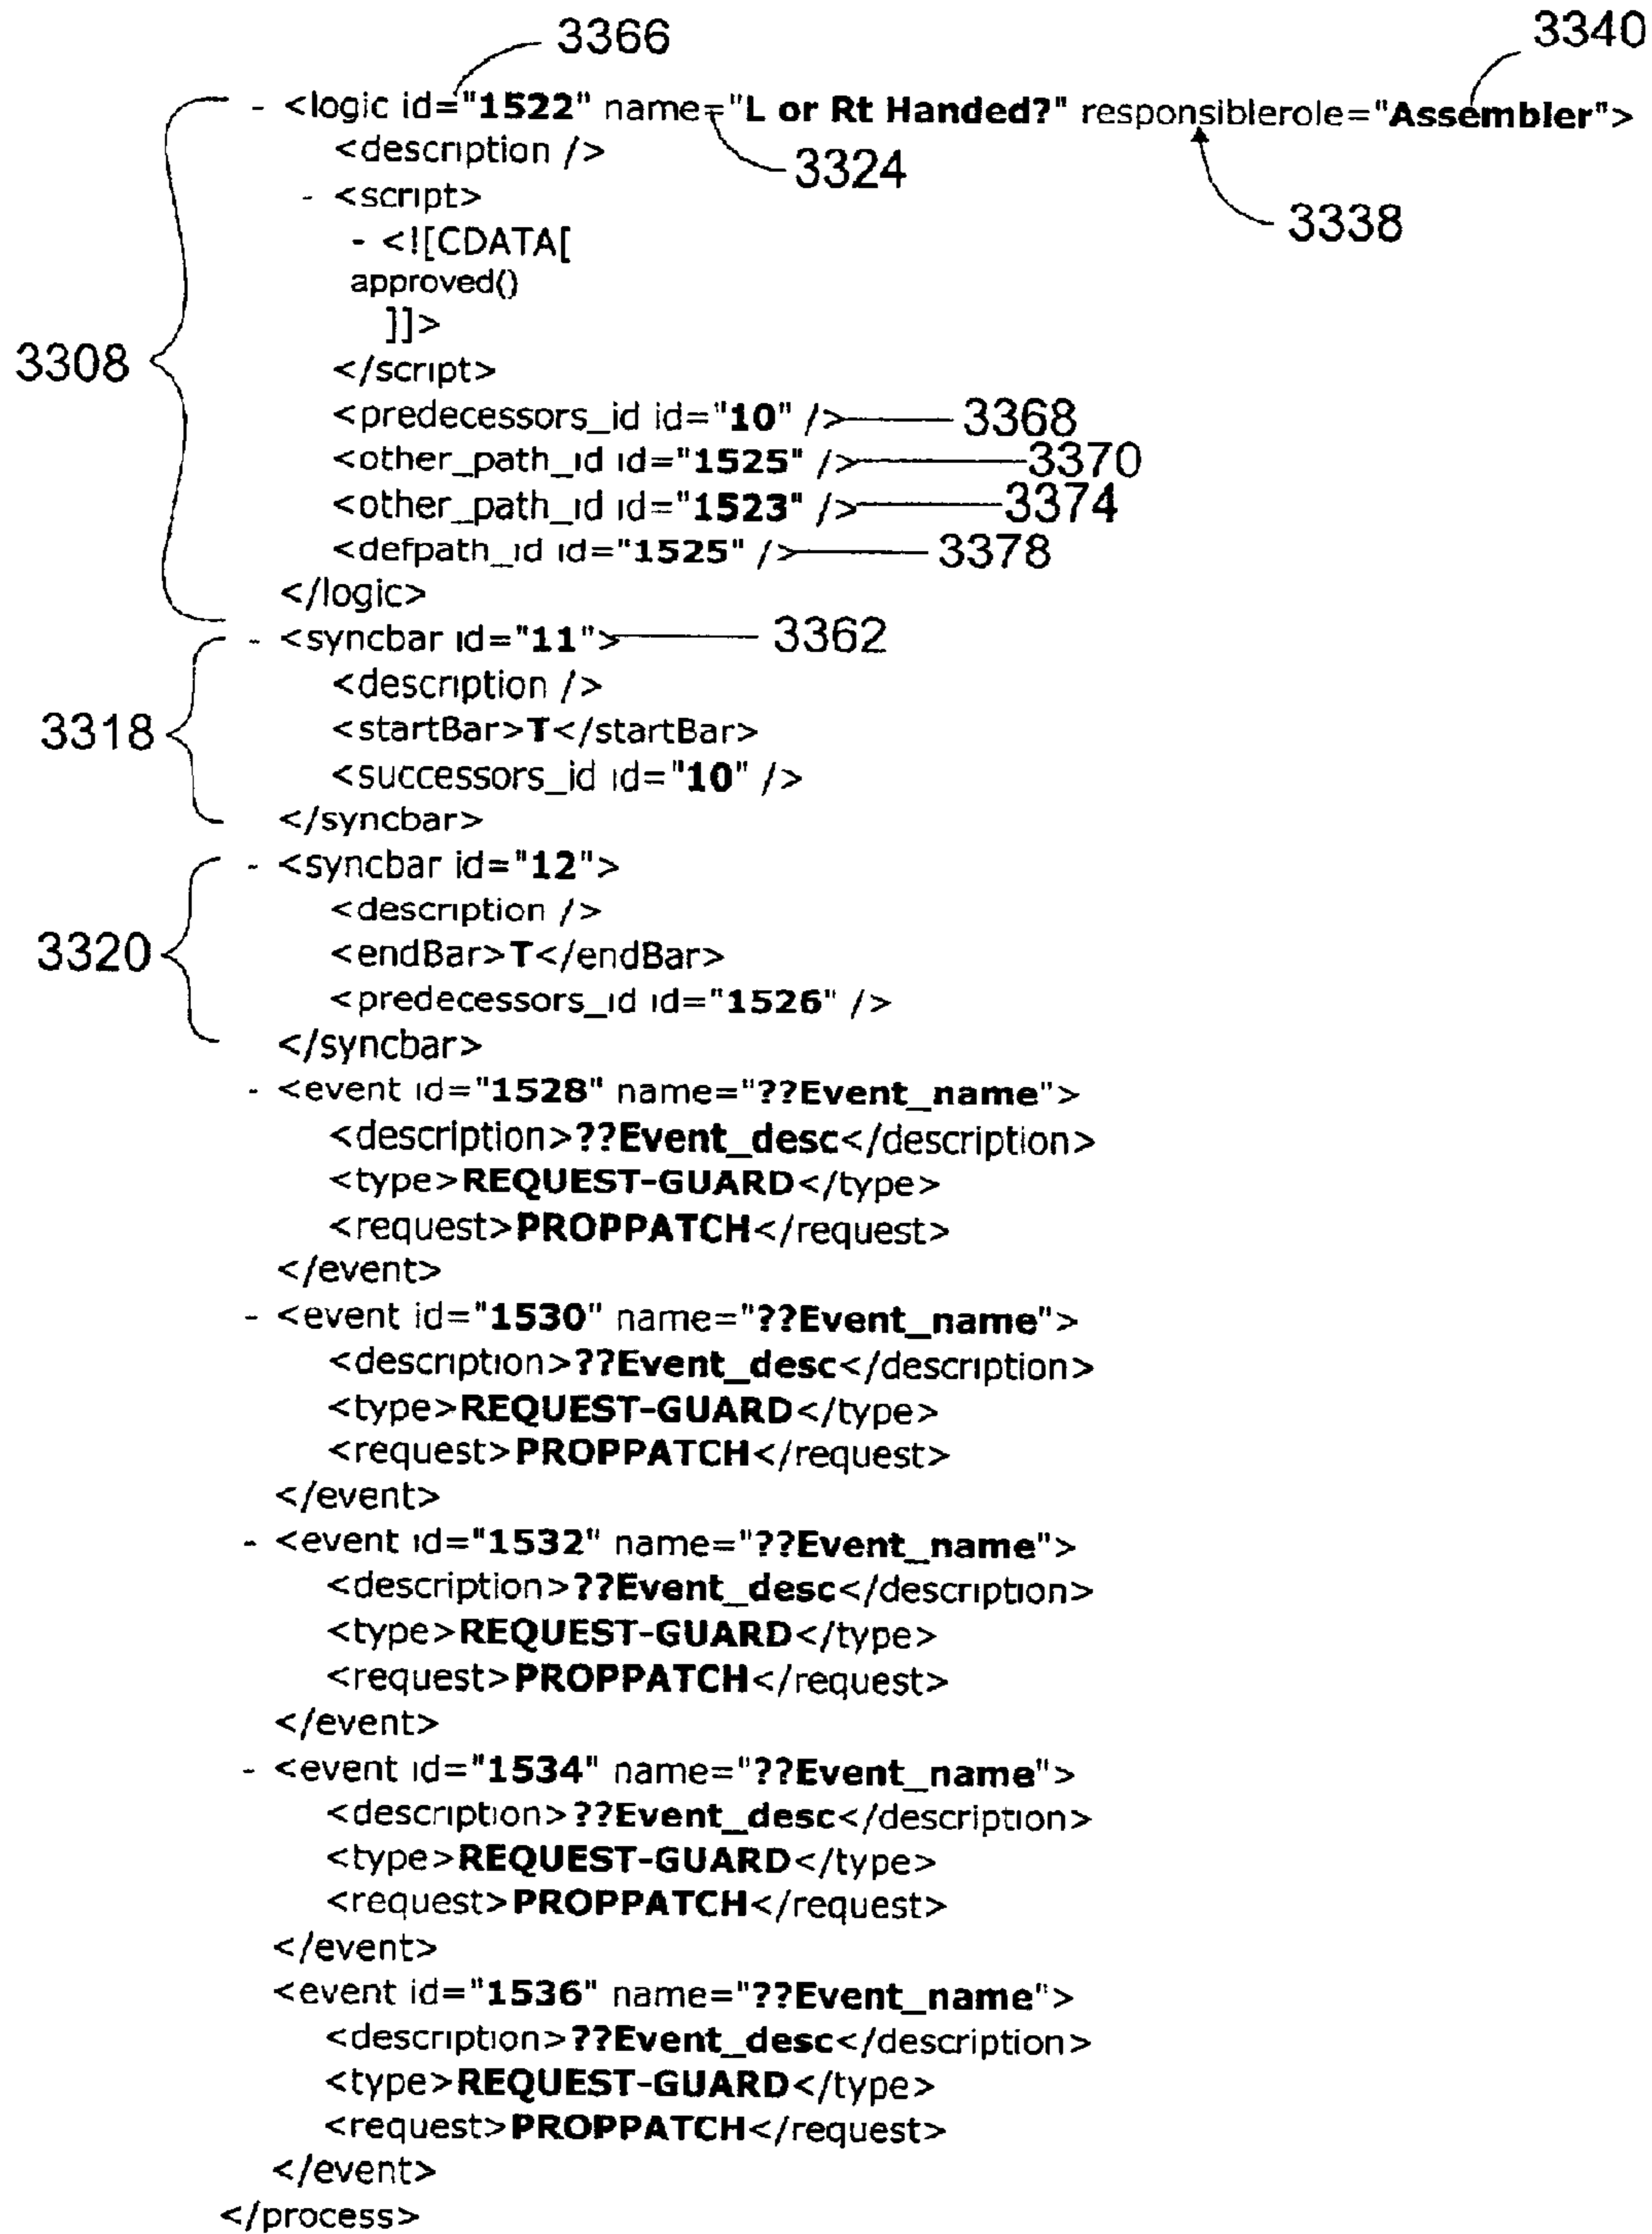 3366
3340
- <logic id="1522" name="L or Rt Handed?" responsiblerole="Assembler">
<description />
3324
- <script>
3338
- <![CDATA[
approved()
]]>
3308
</script>
<predecessors_id id="10" /> 3368
<other_path_id id="1525" /> 3370
<other_path_id id="1523" /> 3374
<defpath_id id="1525" /> 3378
</logic>
- <syncbar id="11"> 3362
<description />
3318
<startBar>T</startBar>
<successors_id id="10" />
</syncbar>
- <syncbar id="12">
<description />
3320
<endBar>T</endBar>
<predecessors_id id="1526" />
</syncbar>
- <event id="1528" name="??Event_name">
<description>??Event_desc</description>
<type>REQUEST-GUARD</type>
<request>PROPPATCH</request>
</event>
- <event id="1530" name="??Event_name">
<description>??Event_desc</description>
<type>REQUEST-GUARD</type>
<request>PROPPATCH</request>
</event>
- <event id="1532" name="??Event_name">
<description>??Event_desc</description>
<type>REQUEST-GUARD</type>
<request>PROPPATCH</request>
</event>
- <event id="1534" name="??Event_name">
<description>??Event_desc</description>
<type>REQUEST-GUARD</type>
<request>PROPPATCH</request>
</event>
<event id="1536" name="??Event_name">
<description>??Event_desc</description>
<type>REQUEST-GUARD</type>
<request>PROPPATCH</request>
</event>
</process>